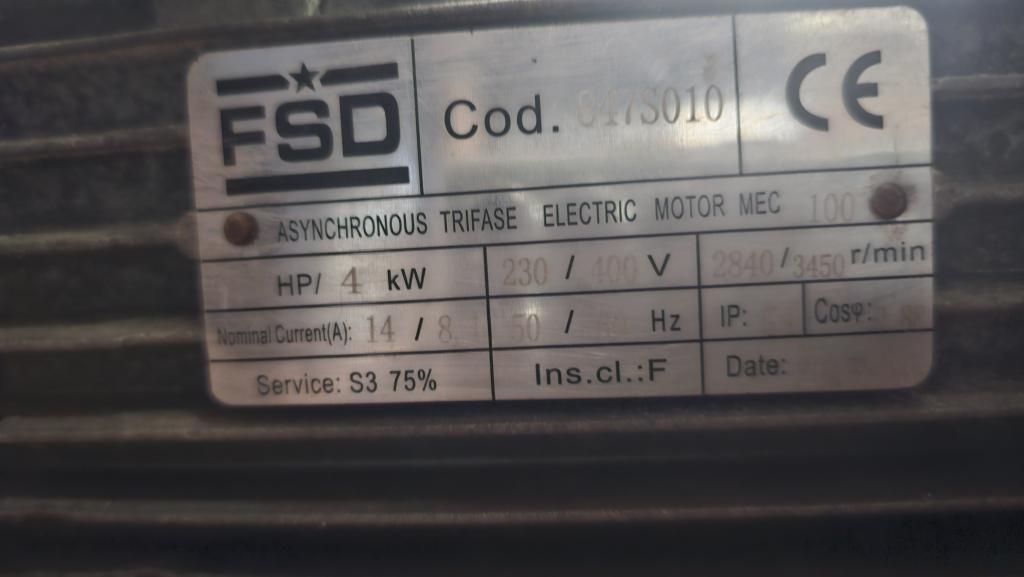 FSD
Cod. 847S010
CE
ASYNCHRONOUS TRIFASE ELECTRIC MOTOR MEC 100
HP/ 4 kW
230 / 400 V
2840/3450 r/min
Nominal Current(A): 14 /
50 / Hz
IP:
Cosφ:
Service: S3 75%
Ins.cl.:F
Date: